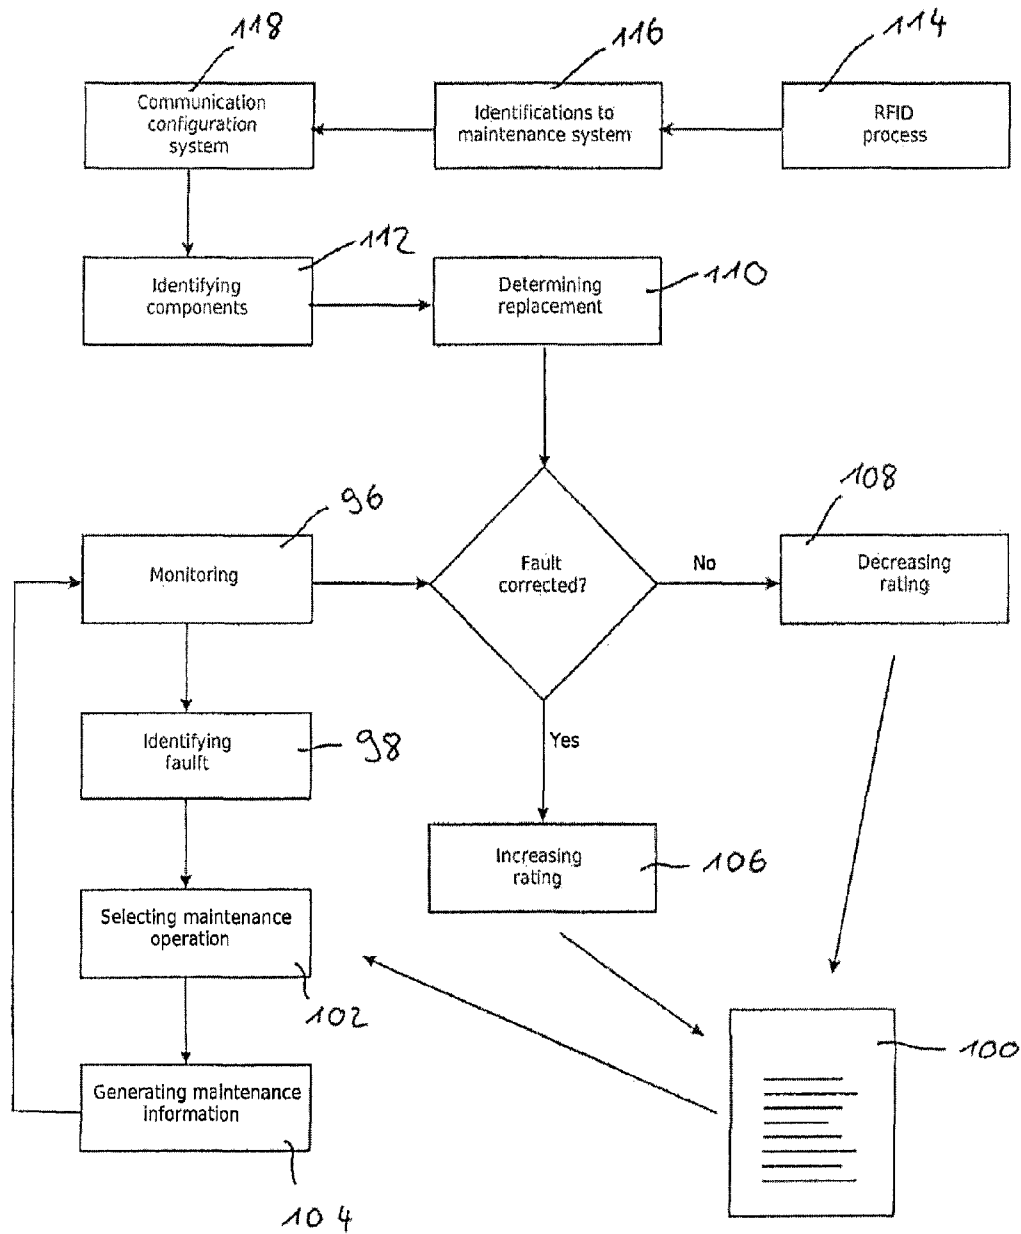 118
116
114
Communication
configuration
system
Identifications to
maintenance system
RFID
process
112
Identifying
components
Determining
replacement
110
96
108
Monitoring
Fault
corrected?
No
Decreasing
rating
Identifying
faulft
98
Yes
Increasing
rating
106
Selecting maintenance
operation
102
100
Generating maintenance
information
104